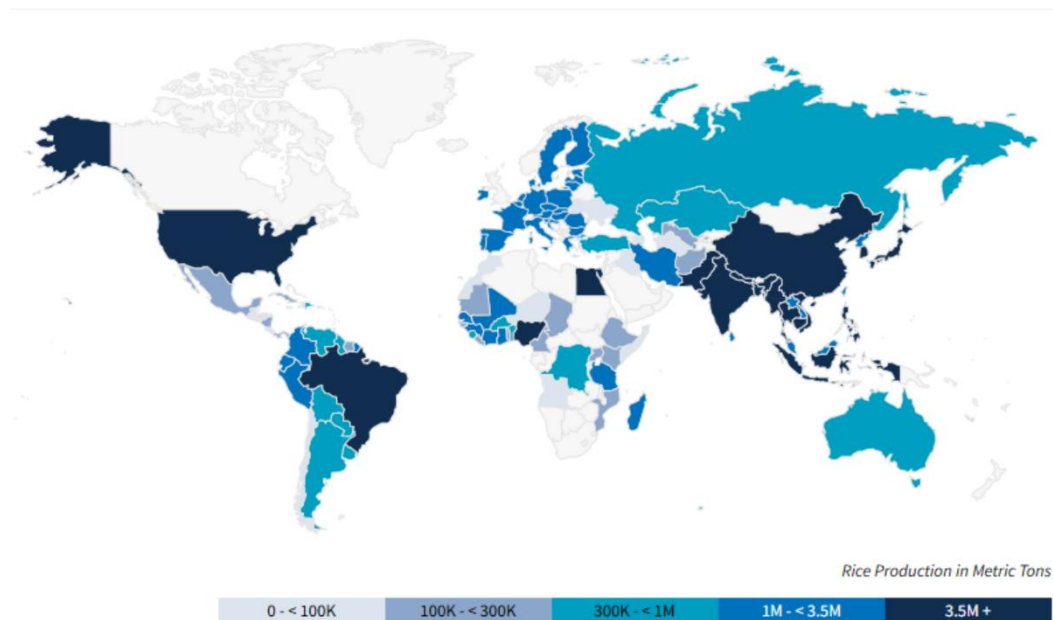 Rice Production in Metric Tons
0 - < 100K
100K - < 300K
300K - < 1M
1M - < 3.5M
3.5M +